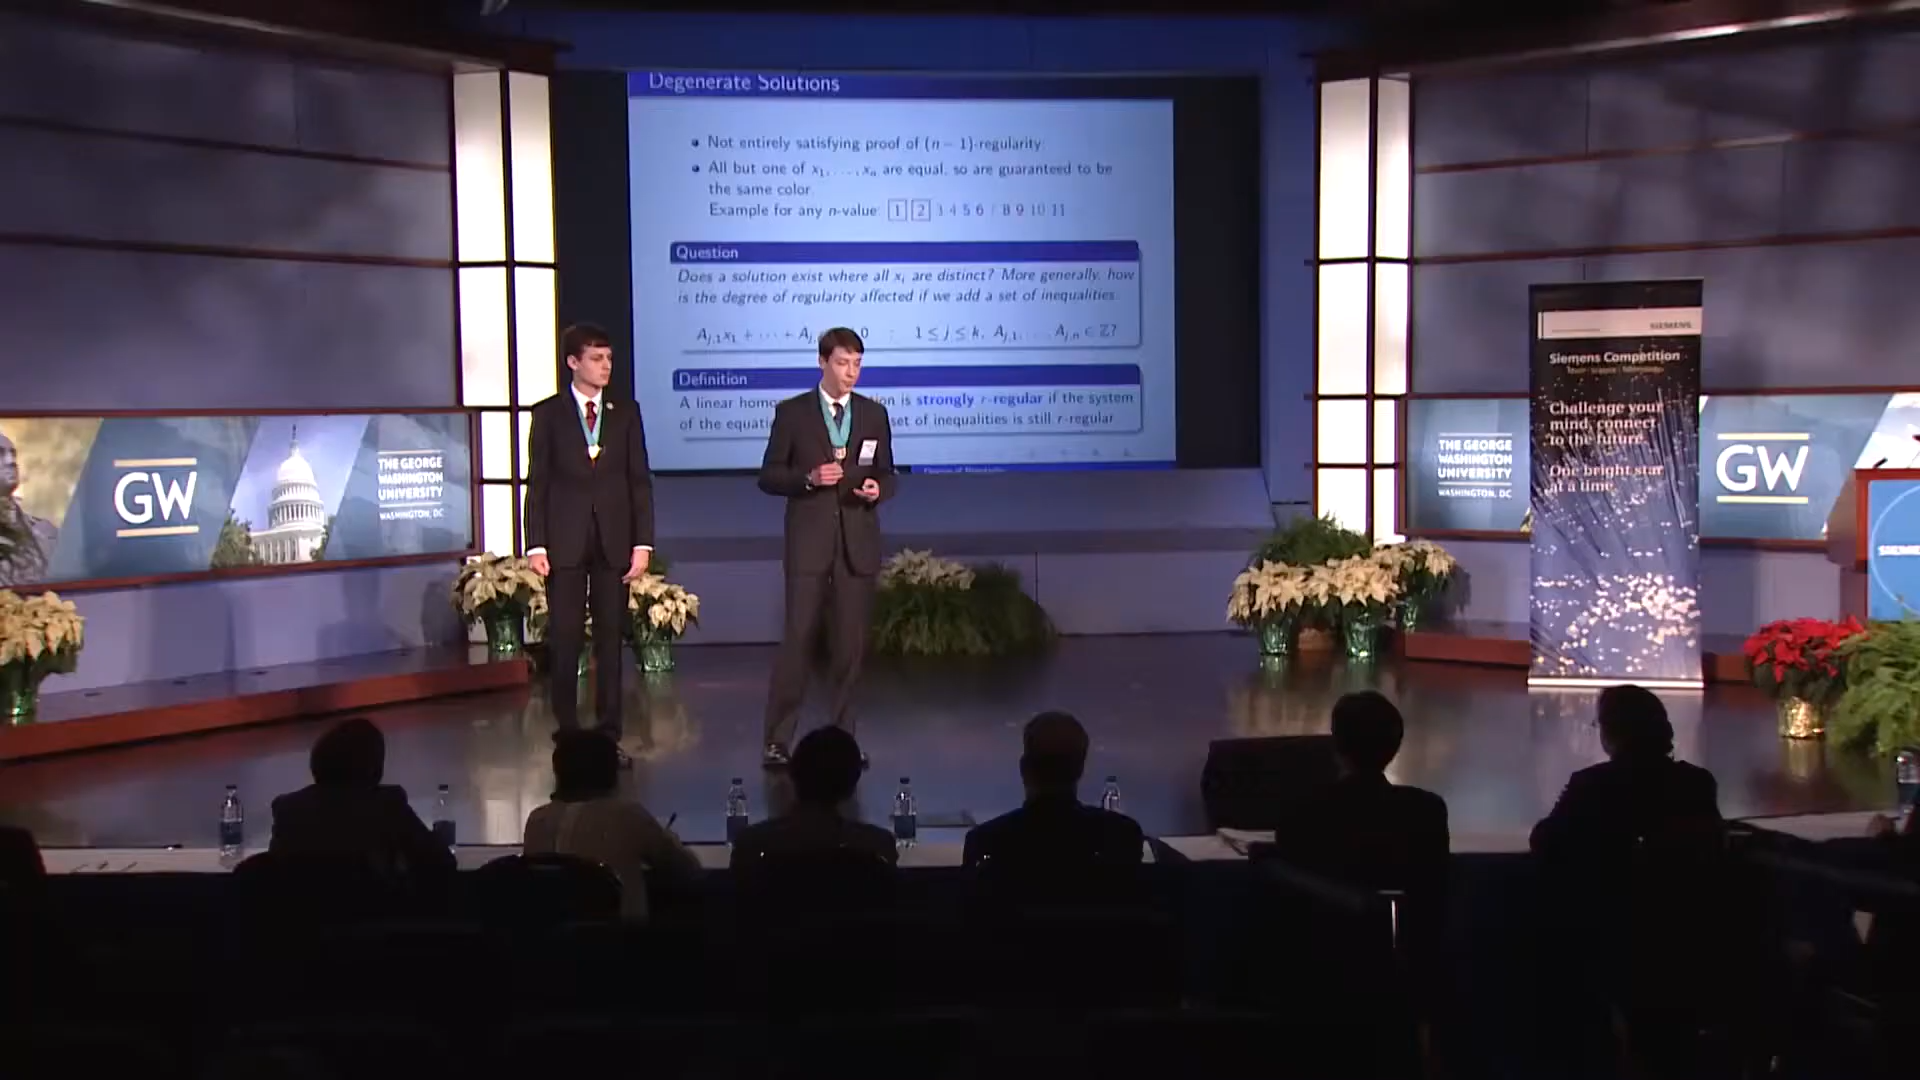 Degenerate Solutions
Not entirely satisfying proof of (n − 1)-regularity
All but one of x₁, . . . , xₙ are equal, so are guaranteed to be
the same color.
Example for any n-value: 1 2 3 4 5 6 8 9 10 11
Question
Does a solution exist where all xᵢ are distinct? More generally, how
is the degree of regularity affected if we add a set of inequalities
Aⱼ,₁x₁ + · · · + Aⱼ, 0 : 1 ≤ j ≤ k, Aⱼ,₁ . . . Aⱼ,ₙ ∈ ℤ?
Definition
A linear homo ion is strongly r-regular if the system
of the equati set of inequalities is still r-regular
GW
THE GEORGE
WASHINGTON
UNIVERSITY
WASHINGTON, DC
SIEMENS
Siemens Competition
Challenge your
mind, connect
to the future.
One bright star
at a time.
THE GEORGE
WASHINGTON
UNIVERSITY
WASHINGTON, DC
GW
SIEME